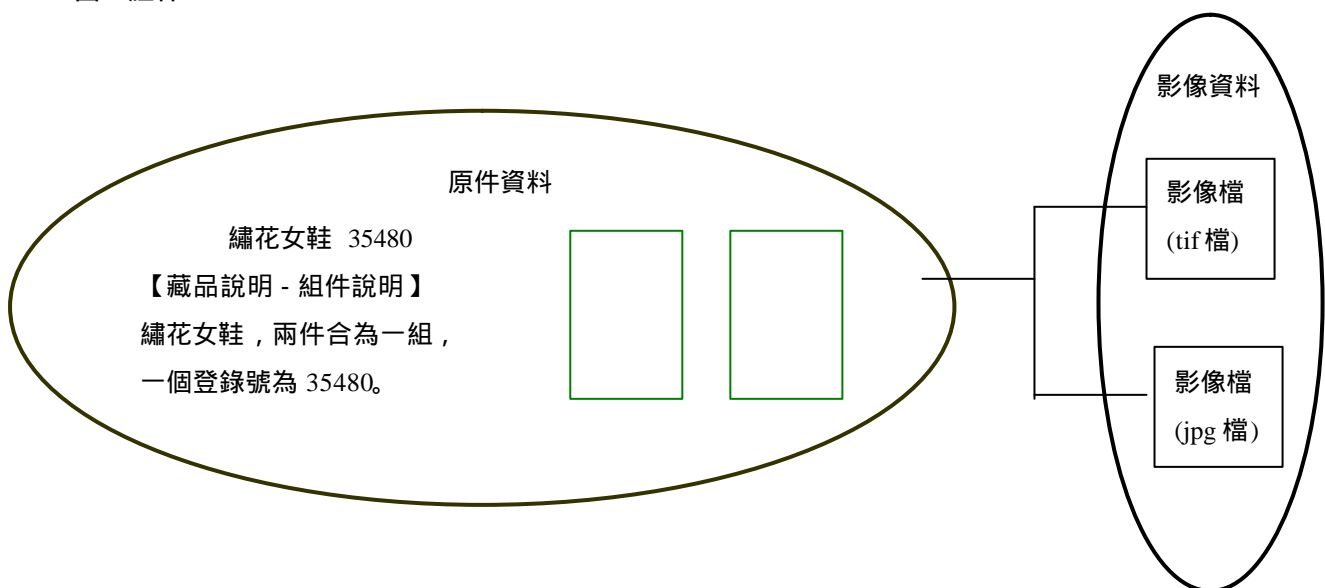 影像資料
原件資料
繡花女鞋 35480
【藏品說明 - 組件說明】
繡花女鞋，兩件合為一組，
一個登錄號為 35480。
影像檔
(tif 檔)
影像檔
(jpg 檔)